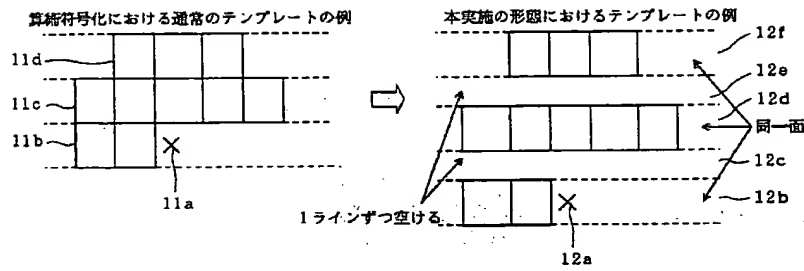 算術符号化における通常のテンプレートの例
11d
11c
11b
11a
本実施の形態におけるテンプレートの例
12f
12e
12d
同一面
12c
12b
12a
1ラインずつ空ける